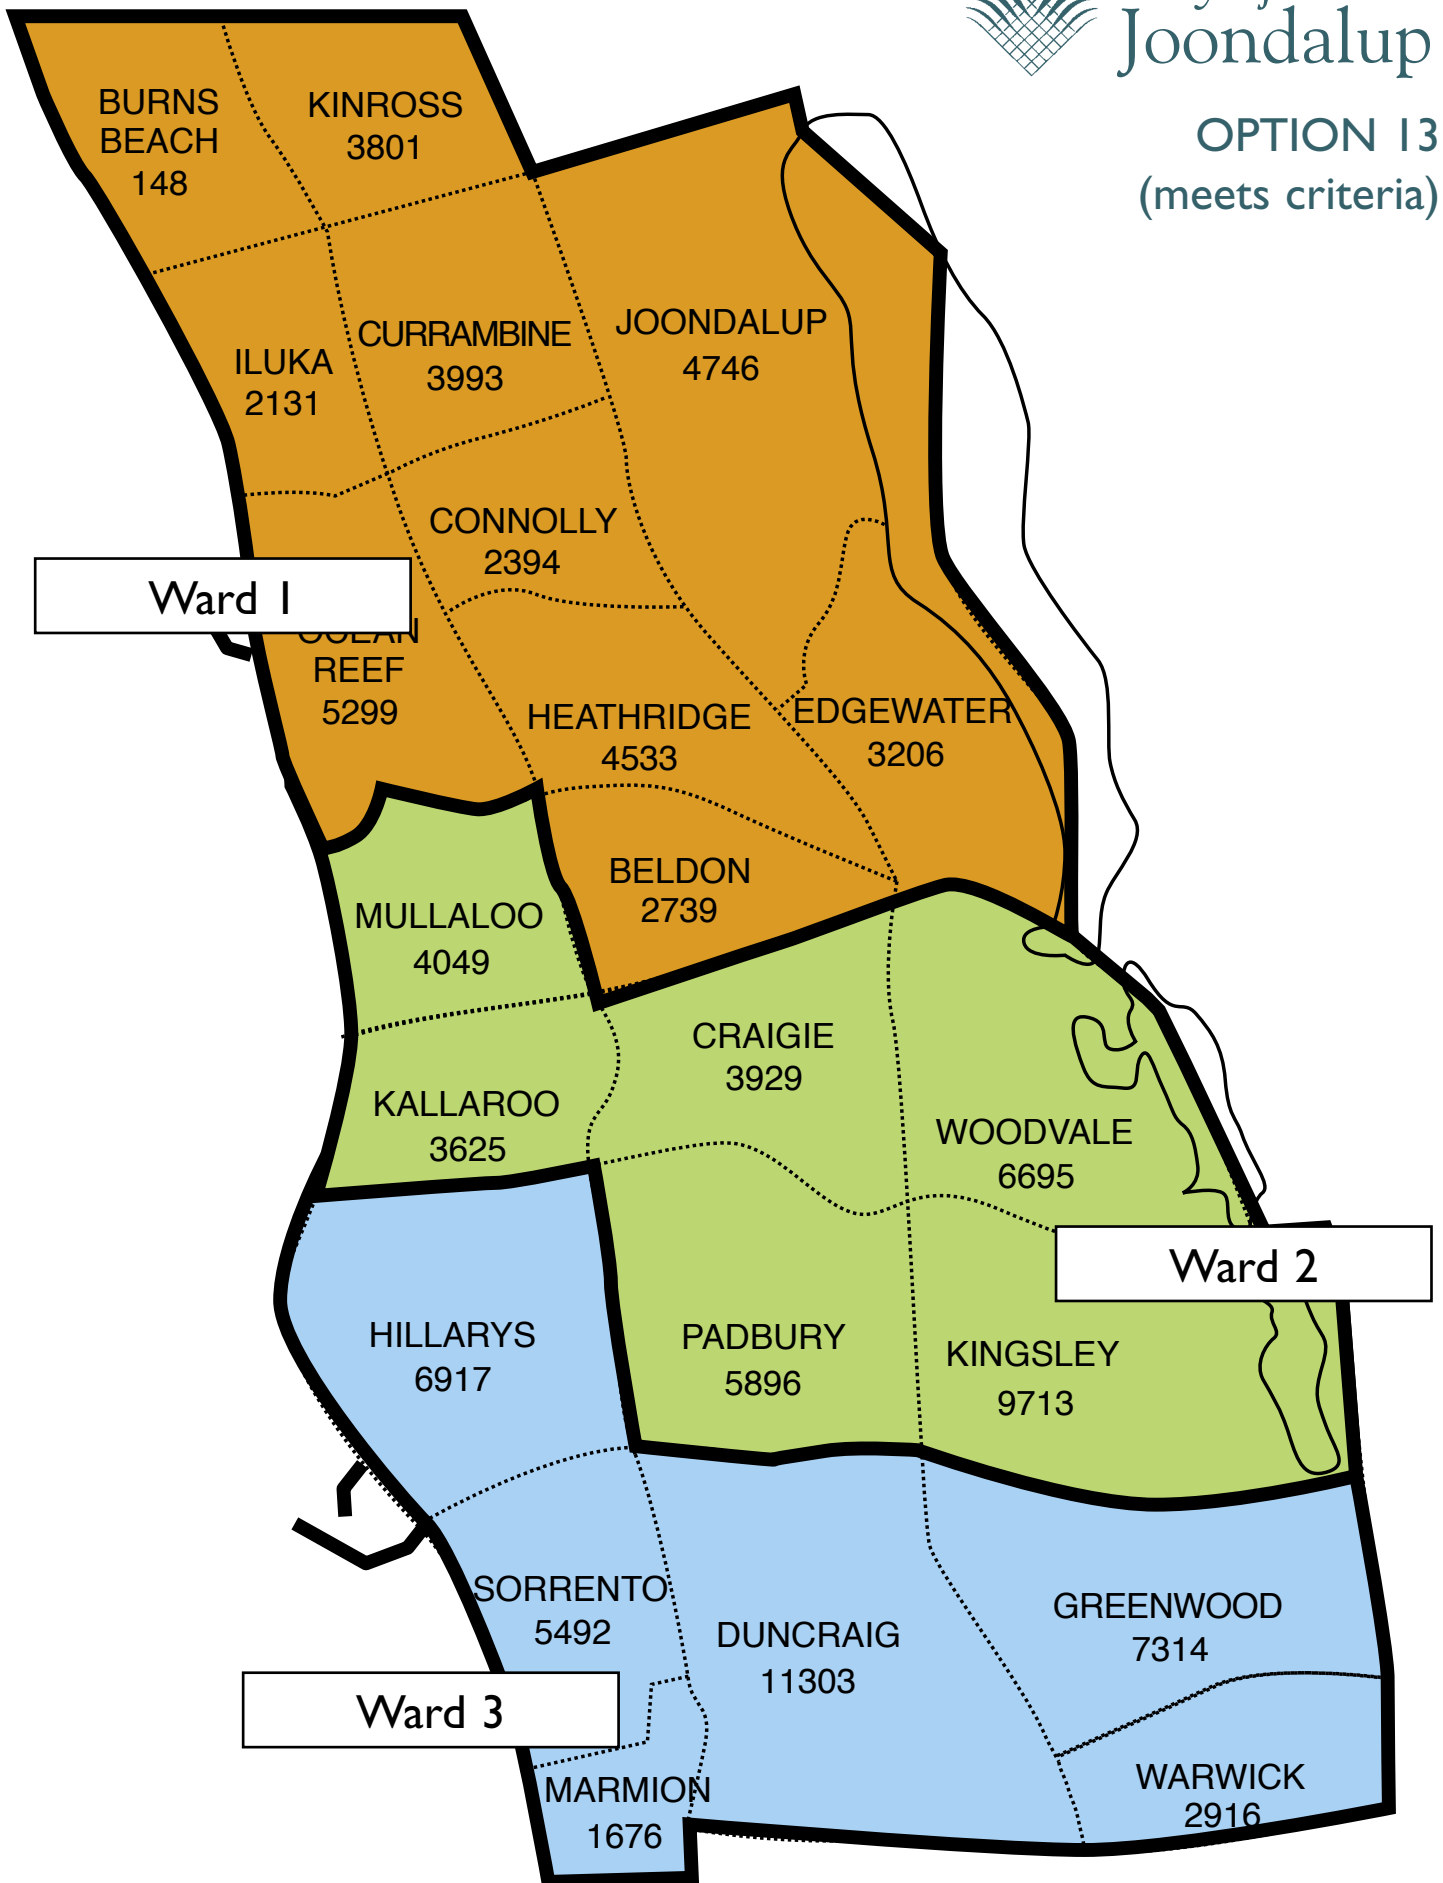 Joondalup
OPTION 13
(meets criteria)
BURNS
BEACH
148
KINROSS
3801
ILUKA
2131
CURRAMBINE
3993
JOONDALUP
4746
CONNOLLY
2394
Ward 1
OCEAN
REEF
5299
HEATHRIDGE
4533
EDGEWATER
3206
BELDON
2739
MULLALOO
4049
CRAIGIE
3929
KALLAROO
3625
WOODVALE
6695
Ward 2
HILLARYS
6917
PADBURY
5896
KINGSLEY
9713
SORRENTO
5492
DUNCRAIG
11303
GREENWOOD
7314
Ward 3
MARMION
1676
WARWICK
2916